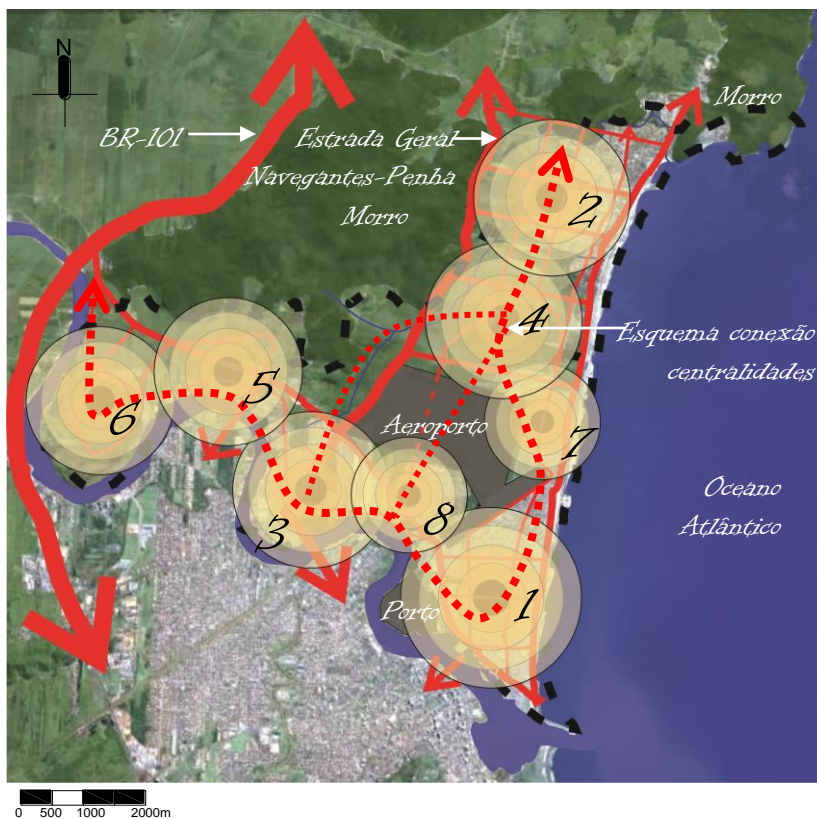 N
Morro
BR-101
Estrada Geral
Navegantes-Penha
Morro
2
4
Esquema conexão
centralidades
5
6
Aeroporto
7
3
8
Oceano
Atlântico
1
Porto
0 500 1000 2000m